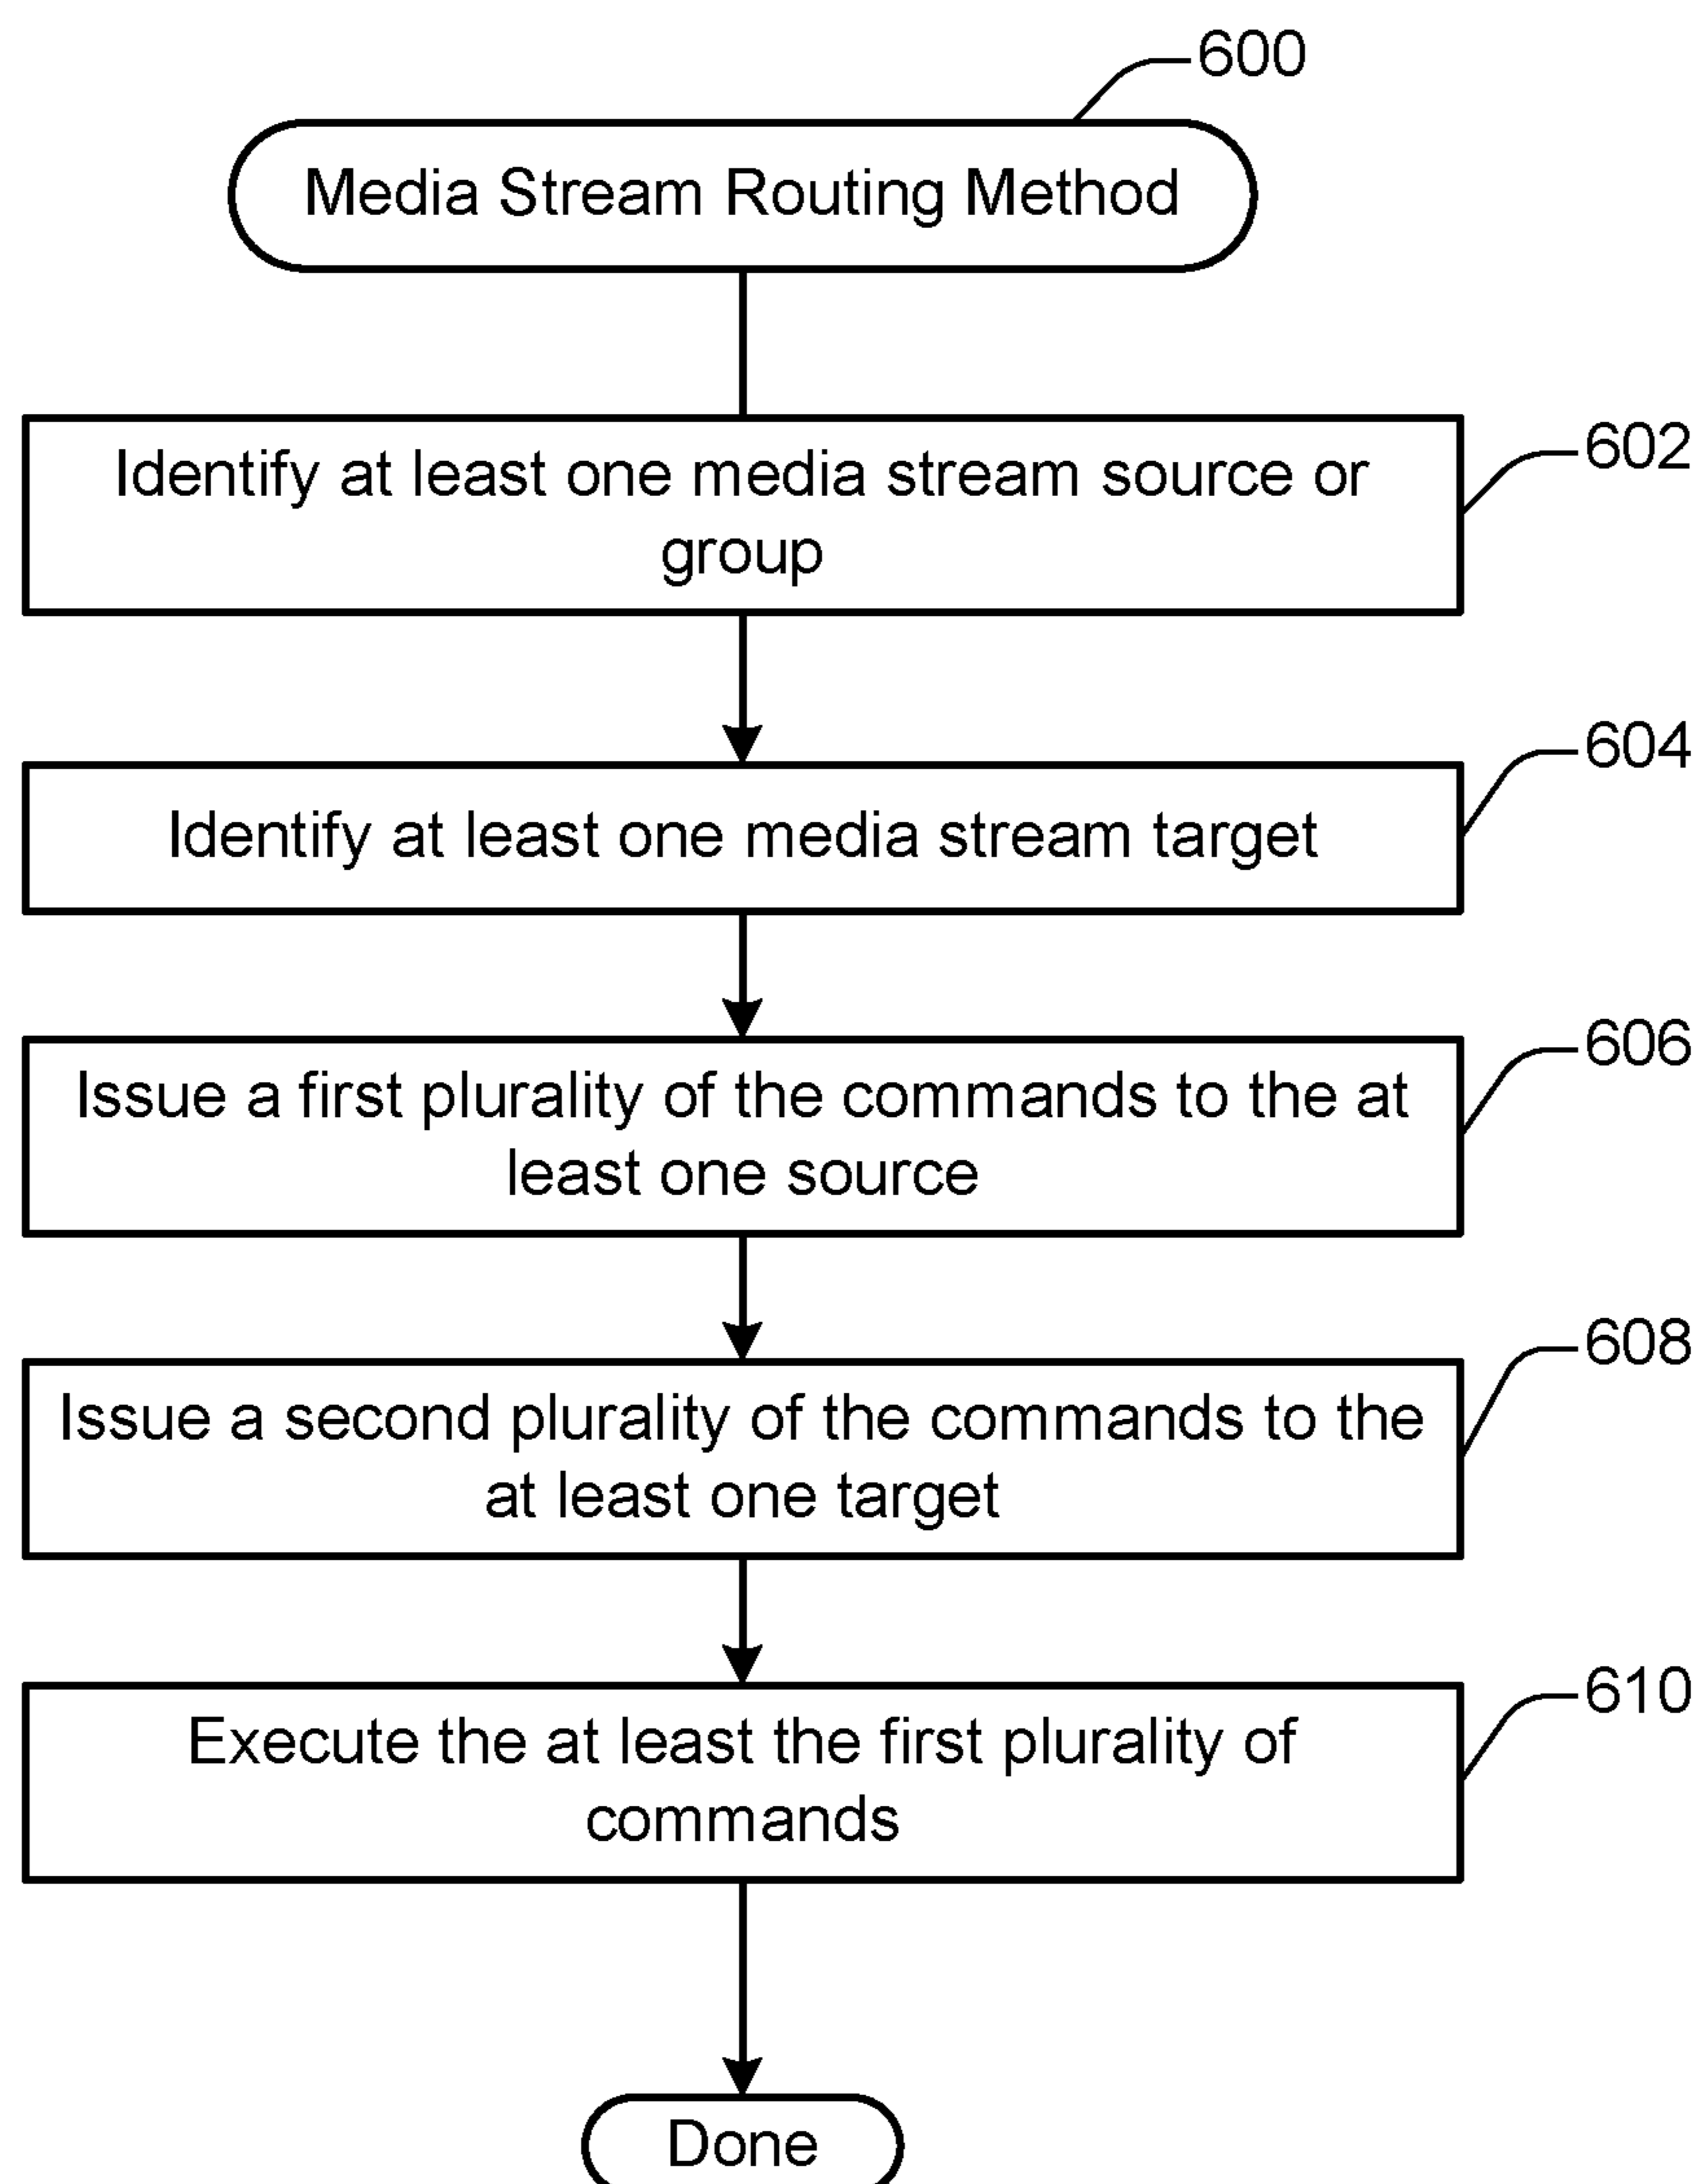 600
Media Stream Routing Method
602
Identify at least one media stream source or
group
604
Identify at least one media stream target
606
Issue a first plurality of the commands to the at
least one source
608
Issue a second plurality of the commands to the
at least one target
610
Execute the at least the first plurality of
commands
Done